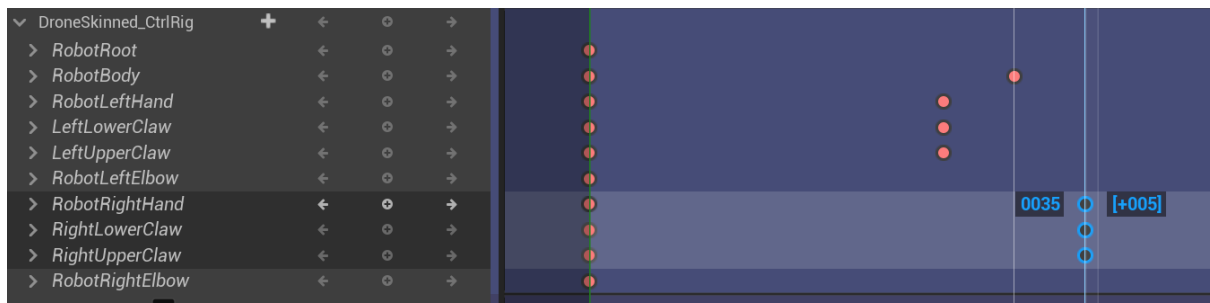 DroneSkinned_CtrlRig
RobotRoot
RobotBody
RobotLeftHand
LeftLowerClaw
LeftUpperClaw
RobotLeftElbow
RobotRightHand 0035 [+005]
RightLowerClaw
RightUpperClaw
RobotRightElbow